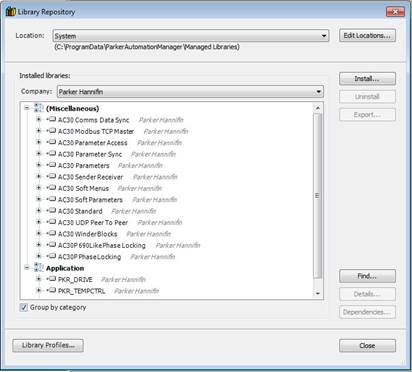 Library Repository
Location: System Edit Locations...
(C:\ProgramData\ParkerAutomationManager\Managed Libraries)
Installed libraries: Install...
Company: Parker Hannifin
Uninstall
(Miscellaneous)
Export...
AC30 Comms Data Sync Parker Hannifin
AC30 Modbus TCP Master Parker Hannifin
AC30 Parameter Access Parker Hannifin
AC30 Parameter Sync Parker Hannifin
AC30 Parameters Parker Hannifin
AC30 Sender Receiver Parker Hannifin
AC30 Soft Menus Parker Hannifin
AC30 Soft Parameters Parker Hannifin
AC30 Standard Parker Hannifin
AC30 UDP Peer To Peer Parker Hannifin
AC30 WinderBlocks Parker Hannifin
AC30P 690LikePhaseLocking Parker Hannifin
AC30P PhaseLocking Parker Hannifin
Application
Find...
PKR_DRIVE Parker Hannifin
PKR_TEMPCTRL Parker Hannifin
Details...
Group by category Dependencies...
Library Profiles... Close